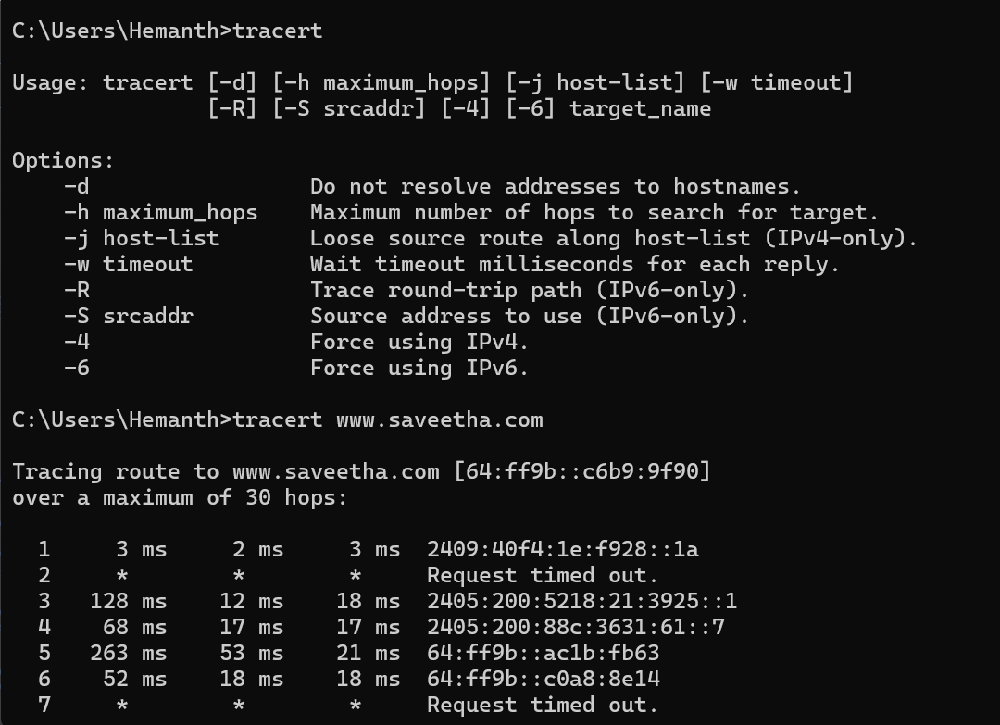 C:\Users\Hemanth>tracert
Usage: tracert [-d] [-h maximum_hops] [-j host-list] [-w timeout]
[-R] [-S srcaddr] [-4] [-6] target_name
Options:
-d Do not resolve addresses to hostnames.
-h maximum_hops Maximum number of hops to search for target.
-j host-list Loose source route along host-list (IPv4-only).
-w timeout Wait timeout milliseconds for each reply.
-R Trace round-trip path (IPv6-only).
-S srcaddr Source address to use (IPv6-only).
-4 Force using IPv4.
-6 Force using IPv6.
C:\Users\Hemanth>tracert www.saveetha.com
Tracing route to www.saveetha.com [64:ff9b::c6b9:9f90]
over a maximum of 30 hops:
1 3 ms 2 ms 3 ms 2409:40f4:1e:f928::1a
2 * * * Request timed out.
3 128 ms 12 ms 18 ms 2405:200:5218:21:3925::1
4 68 ms 17 ms 17 ms 2405:200:88c:3631:61::7
5 263 ms 53 ms 21 ms 64:ff9b::ac1b:fb63
6 52 ms 18 ms 18 ms 64:ff9b::c0a8:8e14
7 * * * Request timed out.